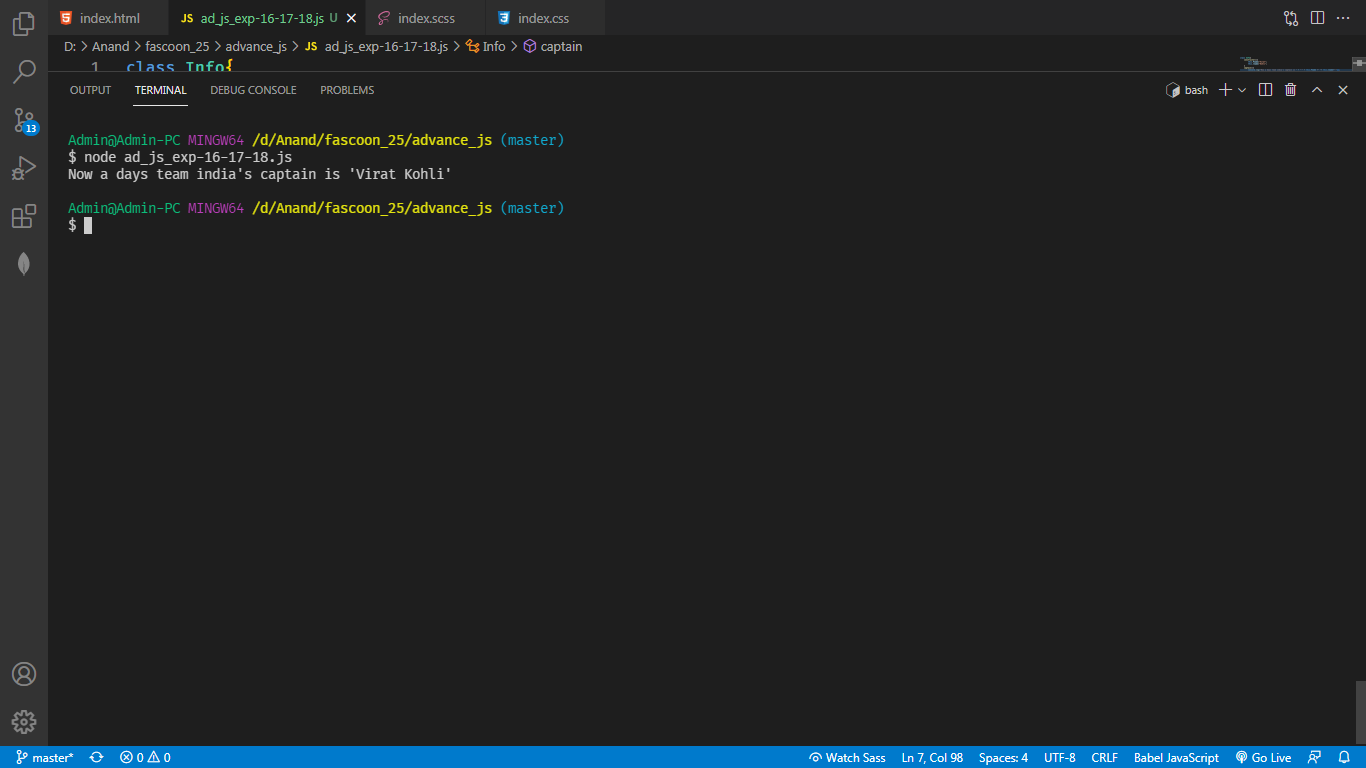 index.html JS ad_js_exp-16-17-18.js U index.scss index.css
D: > Anand > fascoon_25 > advance_js > JS ad_js_exp-16-17-18.js > Info > captain
1 class Info{
OUTPUT TERMINAL DEBUG CONSOLE PROBLEMS bash
Admin@Admin-PC MINGW64 /d/Anand/fascoon_25/advance_js (master)
$ node ad_js_exp-16-17-18.js
Now a days team india's captain is 'Virat Kohli'
Admin@Admin-PC MINGW64 /d/Anand/fascoon_25/advance_js (master)
$
13
master* 0 0 Watch Sass Ln 7, Col 98 Spaces: 4 UTF-8 CRLF Babel JavaScript Go Live